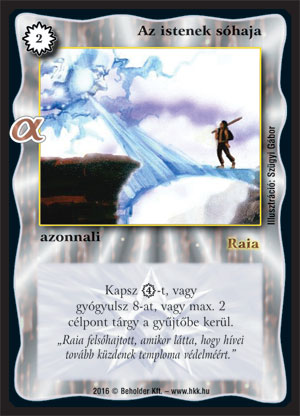 2
Az istenek sóhaja
α
Illusztráció: Szügyi Gábor
azonnali
Raia
Kapsz 4-t, vagy
gyógyulsz 8-at, vagy max. 2
célpont tárgy a gyűjtőbe kerül.
„Raia felsóhajtott, amikor látta, hogy hívei
tovább küzdenek temploma védelméért.”
2016 © Beholder Kft. – www.hkk.hu